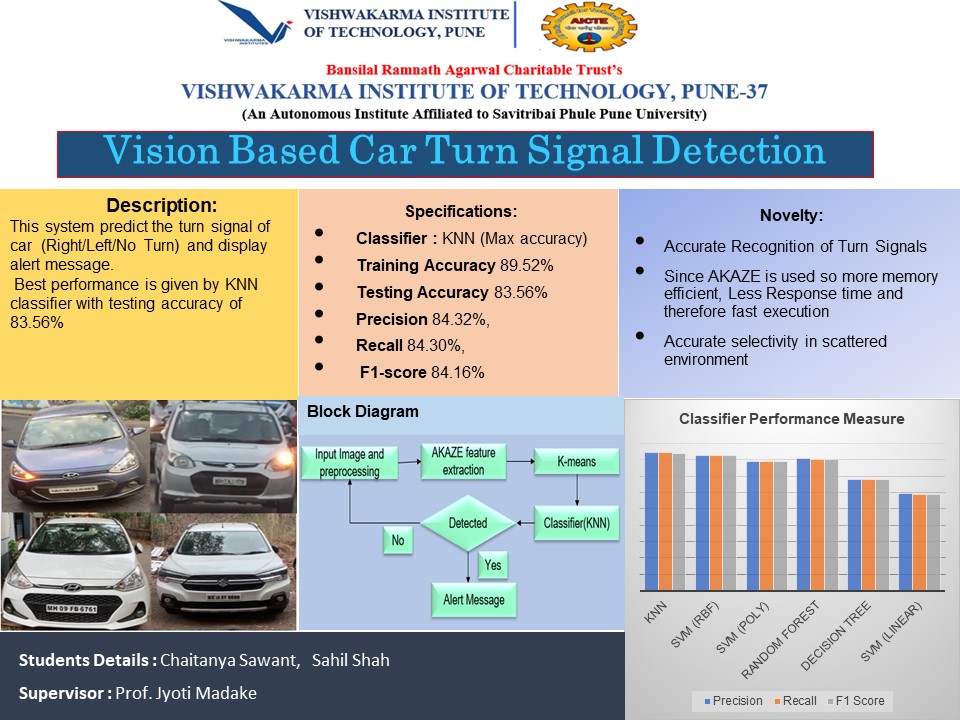 VISHWAKARMA INSTITUTE
OF TECHNOLOGY, PUNE
VISHWAKARMA
INSTITUTES
AICTE
Bansilal Ramnath Agarwal Charitable Trust's
VISHWAKARMA INSTITUTE OF TECHNOLOGY, PUNE-37
(An Autonomous Institute Affiliated to Savitribai Phule Pune University)
Vision Based Car Turn Signal Detection
Description:
This system predict the turn signal of
car (Right/Left/No Turn) and display
alert message.
Best performance is given by KNN
classifier with testing accuracy of
83.56%
Specifications:
• Classifier : KNN (Max accuracy)
• Training Accuracy 89.52%
• Testing Accuracy 83.56%
• Precision 84.32%,
• Recall 84.30%,
• F1-score 84.16%
Novelty:
• Accurate Recognition of Turn Signals
• Since AKAZE is used so more memory
efficient, Less Response time and
therefore fast execution
• Accurate selectivity in scattered
environment
MH 09 FB 6761
Block Diagram
Input Image and
preprocessing
AKAZE feature
extraction
K-means
Classifier(KNN)
Detected
No
Yes
Alert Message
Classifier Performance Measure
KNN
SVM (RBF)
SVM (POLY)
RANDOM FOREST
DECISION TREE
SVM (LINEAR)
Precision Recall F1 Score
Students Details : Chaitanya Sawant, Sahil Shah
Supervisor : Prof. Jyoti Madake